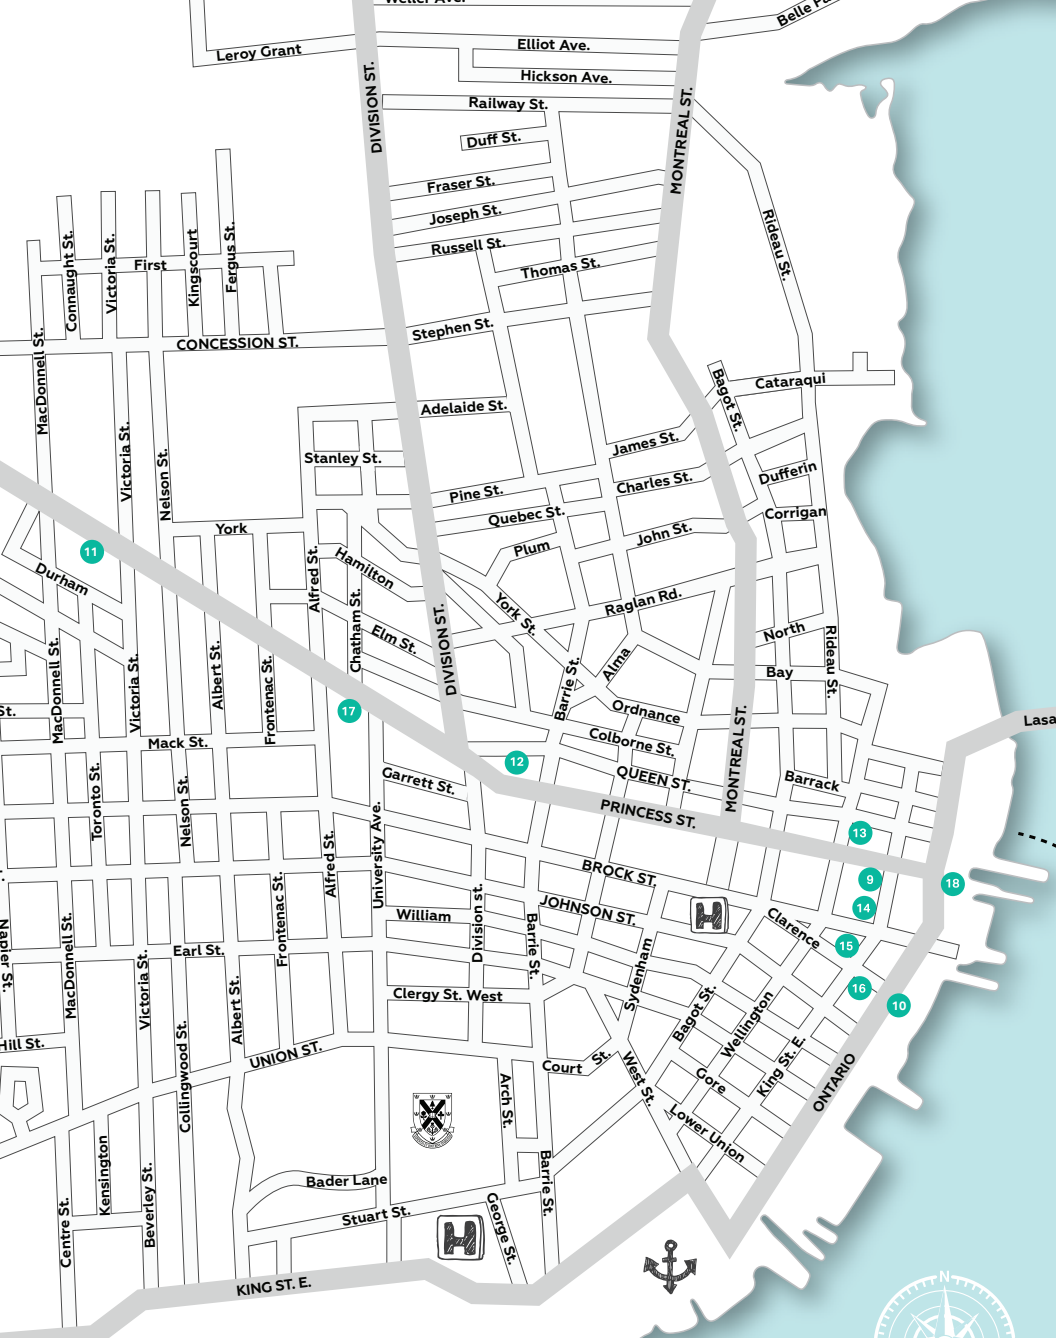 Weller Ave.
Belle Pa
Leroy Grant
Elliot Ave.
Hickson Ave.
Railway St.
DIVISION ST.
MONTREAL ST.
Duff St.
Fraser St.
Joseph St.
Russell St.
Thomas St.
Rideau St.
Connaught St.
Victoria St.
First
Kingscourt
Fergus St.
Stephen St.
CONCESSION ST.
MacDonnell St.
Cataraqui
Bagot St.
Adelaide St.
James St.
Stanley St.
Victoria St.
Nelson St.
Charles St.
Dufferin
Pine St.
Quebec St.
Corrigan
York
John St.
Plum
11
Hamilton
Alfred St.
Durham
York St.
Raglan Rd.
Chatham St.
Elm St.
DIVISION ST.
North
Rideau St.
Alma
Bay
MacDonnell St.
Victoria St.
Albert St.
Frontenac St.
Barrie St.
St.
17
Ordnance
Lasa
Mack St.
Colborne St.
MONTREAL ST.
12
Garrett St.
QUEEN ST.
Barrack
Toronto St.
Nelson St.
PRINCESS ST.
13
University Ave.
Alfred St.
BROCK ST.
9
18
Frontenac St.
14
JOHNSON ST.
William
Division st.
Barrie St.
H
Clarence
15
Napier St.
MacDonnell St.
Earl St.
Victoria St.
Albert St.
Sydenham
16
Clergy St. West
10
Bagot St.
Wellington
King St. E.
Hill St.
UNION ST.
Collingwood St.
Court
St.
West St.
Gore
ONTARIO
Arch St.
Lower Union
Kensington
Bader Lane
Beverley St.
Centre St.
Stuart St.
George St.
Barrie St.
H
KING ST. E.
N